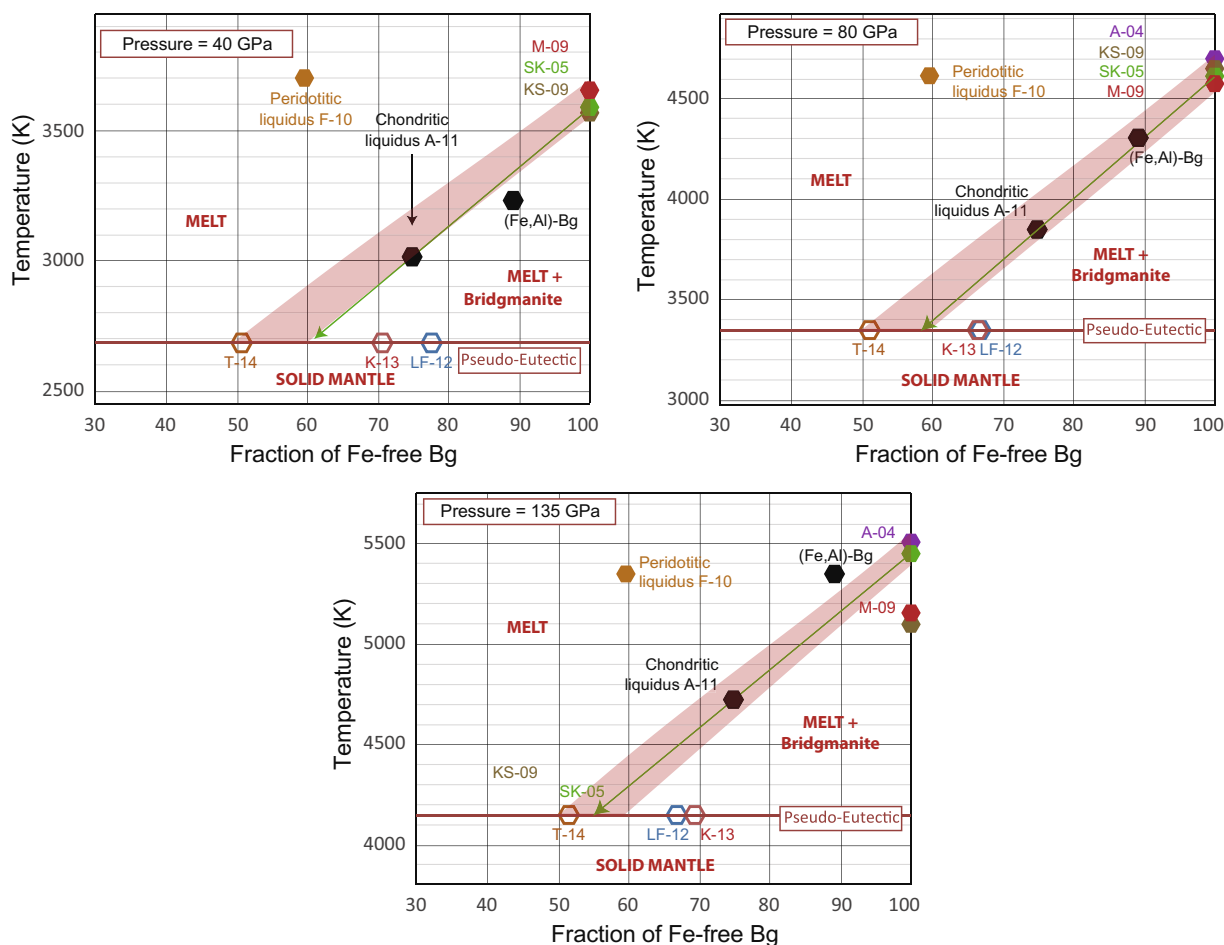 Pressure = 40 GPa
M-09
SK-05
KS-09
Peridotitic
liquidus F-10
Chondritic
liquidus A-11
(Fe,Al)-Bg
MELT
MELT +
Bridgmanite
T-14
K-13
LF-12
Pseudo-Eutectic
SOLID MANTLE
3500
3000
2500
Temperature (K)
30 40 50 60 70 80 90 100
Fraction of Fe-free Bg
Pressure = 80 GPa
A-04
KS-09
SK-05
M-09
Peridotitic
liquidus F-10
(Fe,Al)-Bg
MELT
Chondritic
liquidus A-11
MELT +
Bridgmanite
Pseudo-Eutectic
T-14
K-13
LF-12
SOLID MANTLE
4500
4000
3500
3000
Temperature (K)
30 40 50 60 70 80 90 100
Fraction of Fe-free Bg
Pressure = 135 GPa
A-04
(Fe,Al)-Bg
Peridotitic
liquidus F-10
M-09
MELT
Chondritic
liquidus A-11
MELT +
Bridgmanite
KS-09
SK-05
Pseudo-Eutectic
T-14
LF-12
K-13
SOLID MANTLE
5500
5000
4500
4000
Temperature (K)
30 40 50 60 70 80 90 100
Fraction of Fe-free Bg